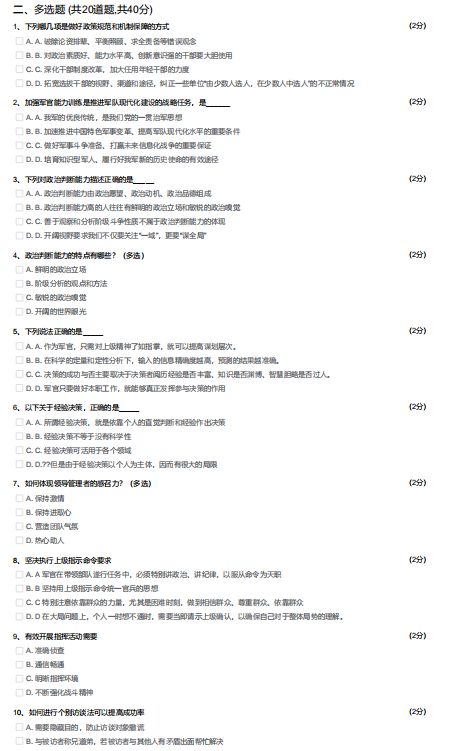 二、多选题 (共20道题,共40分)
1、下列哪几项是做好政策规范和机制保障的方式 (2分)
A. A. 破除论资排辈、平衡照顾、求全责备等错误观念
B. B. 对政治素质好、能力水平高、创新意识强的干部要大胆使用
C. C. 深化干部制度改革，加大任用年轻干部的力度
D. D. 拓宽选拔干部的视野、渠道和途径，纠正一些单位“由少数人选人，在少数人中选人”的不正常情况
2、加强军官能力训练是推进军队现代化建设的战略任务，是______ (2分)
A. A. 我军的优良传统，是我们党的一贯治军思想
B. B. 加速推进中国特色军事变革、提高军队现代化水平的重要条件
C. C. 做好军事斗争准备、打赢未来信息化战争的重要保证
D. D. 培育知识型军人、履行好我军新的历史使命的有效途径
3、下列对政治判断能力描述正确的是_____ (2分)
A. A. 政治判断能力由政治愿望、政治动机、政治品德组成
B. B. 政治判断能力高的人往往有鲜明的政治立场和敏锐的政治嗅觉
C. C. 善于观察和分析阶级斗争性质不属于政治判断能力的体现
D. D. 开阔视野要求我们不仅要关注“一域”，更要“谋全局”
4、政治判断能力的特点有哪些？（多选） (2分)
A. 鲜明的政治立场
B. 阶级分析的观点和方法
C. 敏锐的政治嗅觉
D. 开阔的世界眼光
5、下列说法正确的是_____ (2分)
A. A. 作为军官，只需对上级精神了如指掌，就可以提高谋划层次。
B. B. 在科学的定量和定性分析下，输入的信息精确度越高，预测的结果越准确。
C. C. 决策的成功与否主要取决于决策者阅历经验是否丰富、知识是否渊博、智慧胆略是否过人。
D. D. 军官只要做好本职工作，就能够真正发挥参与决策的作用
6、以下关于经验决策，正确的是_____ (2分)
A. A. 所谓经验决策，就是依靠个人的直觉判断和经验作出决策
B. B. 经验决策不等于没有科学性
C. C. 经验决策可活用于各个领域
D. D.??但是由于经验决策以个人为主体，因而有很大的局限
7、如何体现领导管理者的感召力？（多选） (2分)
A. 保持激情
B. 保持进取心
C. 营造团队气氛
D. 热心助人
8、坚决执行上级指示命令要求 (2分)
A. A 军官在带领部队遂行任务中，必须特别讲政治、讲纪律，以服从命令为天职
B. B 坚持用上级指示命令统一官兵的思想
C. C 特别注意依靠群众的力量，尤其是困难时刻，做到相信群众、尊重群众、依靠群众
D. D 在大局问题上，个人一时想不通时，需要当即请示上级确认，以确保自己对于整体局势的理解。
9、有效开展指挥活动需要 (2分)
A. 准确侦查
B. 通信畅通
C. 明晰指挥环境
D. 不断强化战斗精神
10、如何进行个别访谈法可以提高成功率 (2分)
A. 需要隐藏目的，防止访谈对象撒谎
B. 与被访者称兄道弟，若被访者与其他人有矛盾出面帮忙解决